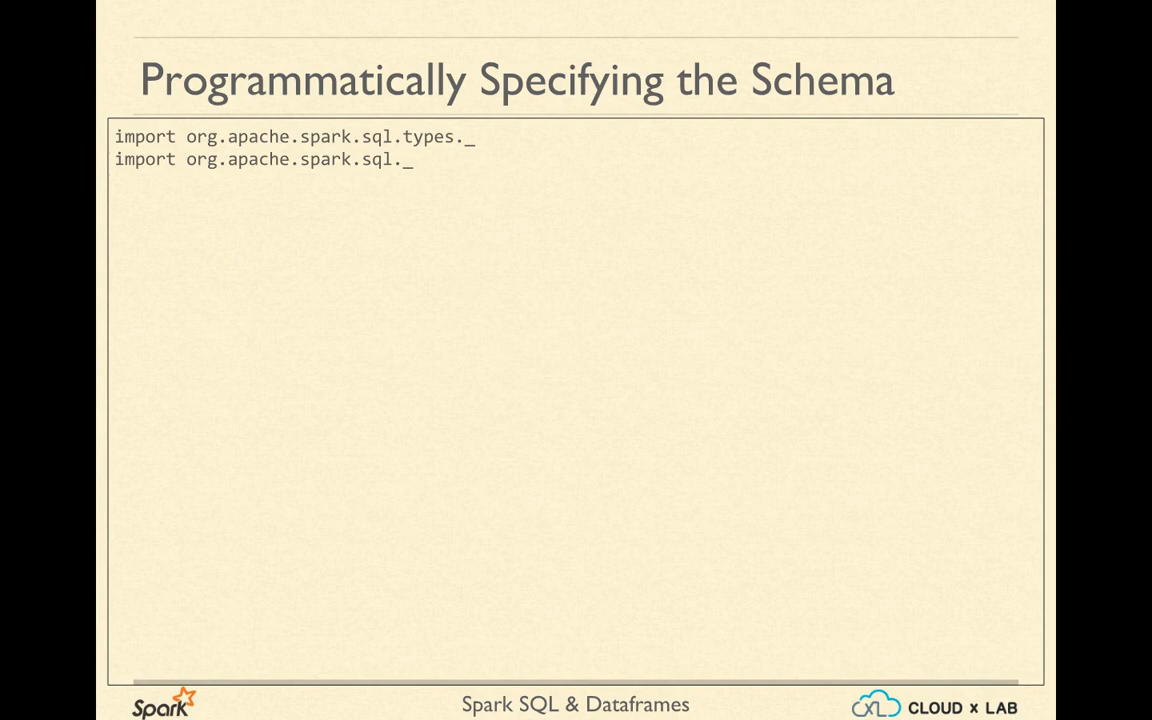 Programmatically Specifying the Schema
import org.apache.spark.sql.types._
import org.apache.spark.sql._
Spark
Spark SQL & Dataframes
CXL CLOUD x LAB